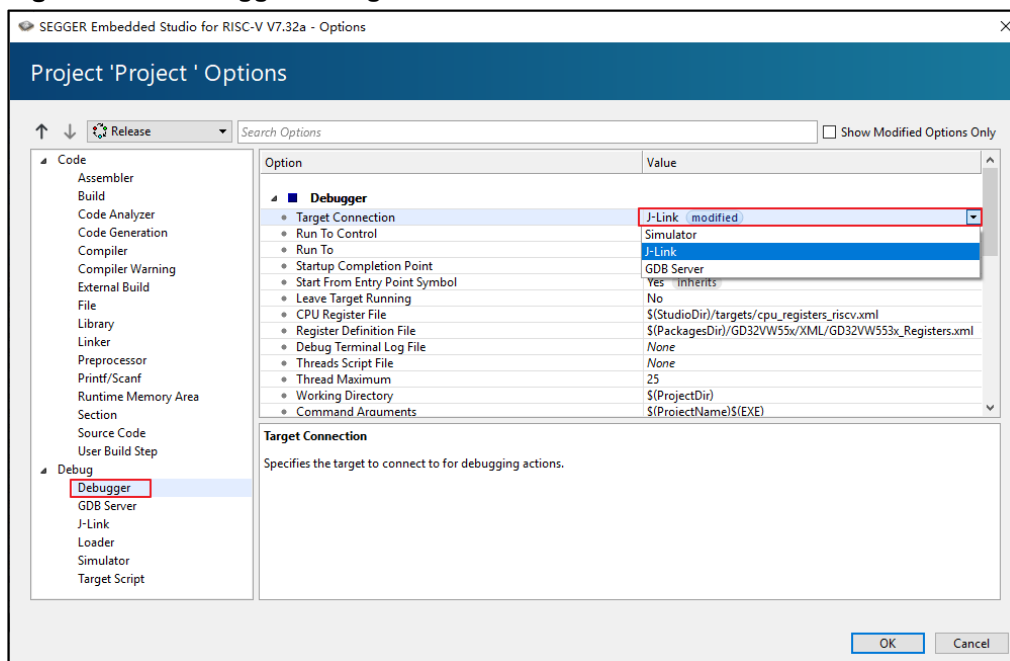 SEGGER Embedded Studio for RISC-V V7.32a - Options
Project 'Project ' Options
Release
Search Options
Show Modified Options Only
Code
Assembler
Build
Code Analyzer
Code Generation
Compiler
Compiler Warning
External Build
File
Library
Linker
Preprocessor
Printf/Scanf
Runtime Memory Area
Section
Source Code
User Build Step
Debug
Debugger
GDB Server
J-Link
Loader
Simulator
Target Script
Option Value
Debugger
Target Connection J-Link modified
Run To Control Simulator
Run To J-Link
Startup Completion Point GDB Server
Start From Entry Point Symbol Yes Inherits
Leave Target Running No
CPU Register File $(StudioDir)/targets/cpu_registers_riscv.xml
Register Definition File $(PackagesDir)/GD32VW55x/XML/GD32VW553x_Registers.xml
Debug Terminal Log File None
Threads Script File None
Thread Maximum 25
Working Directory $(ProjectDir)
Command Arguments $(ProjectName)$(EXE)
Target Connection
Specifies the target to connect to for debugging actions.
OK Cancel